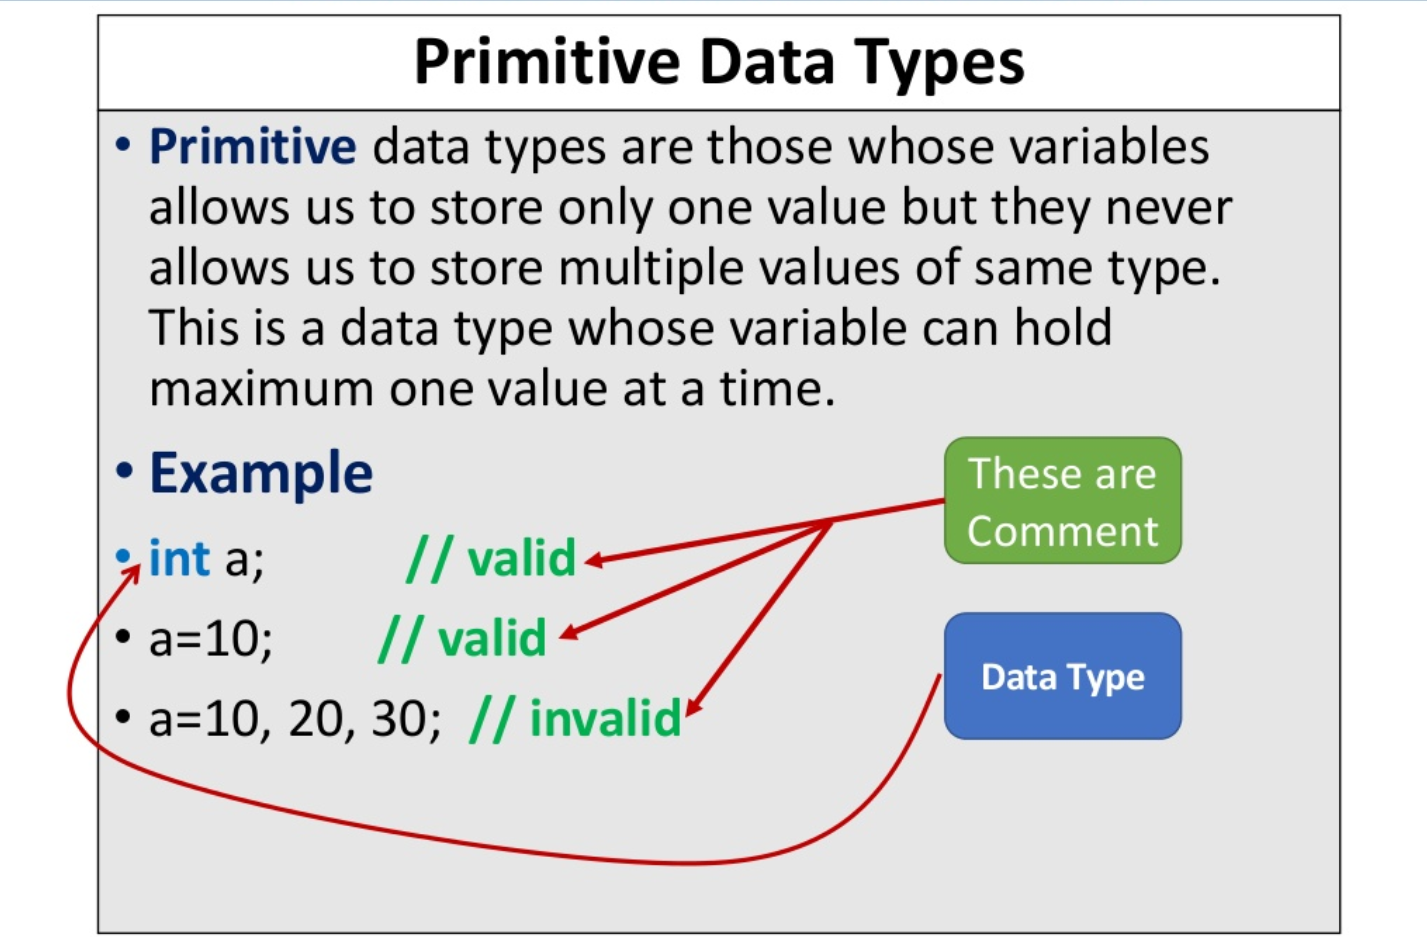 Primitive Data Types
• Primitive data types are those whose variables
allows us to store only one value but they never
allows us to store multiple values of same type.
This is a data type whose variable can hold
maximum one value at a time.
• Example
• int a; // valid
• a=10; // valid
• a=10, 20, 30; // invalid
These are
Comment
Data Type